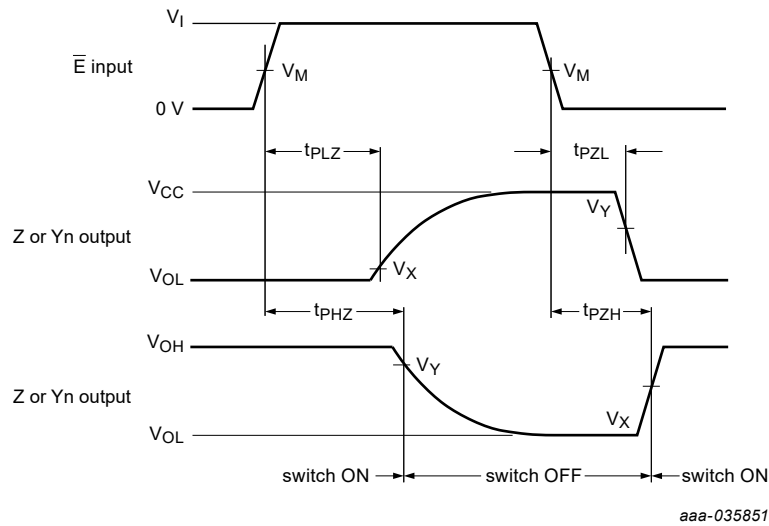 V_I
E̅ input
V_M
V_M
0 V
t_PLZ
t_PZL
V_CC
V_Y
Z or Yn output
V_X
V_OL
t_PHZ
t_PZH
V_OH
V_Y
Z or Yn output
V_X
V_OL
switch ON
switch OFF
switch ON
aaa-035851